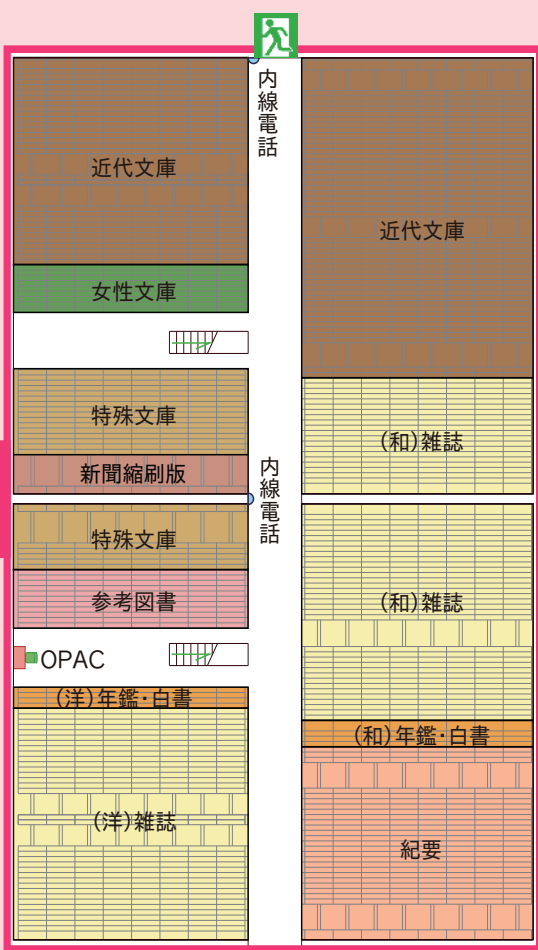 内線電話
近代文庫
近代文庫
女性文庫
特殊文庫
(和)雑誌
新聞縮刷版
内線電話
特殊文庫
参考図書
(和)雑誌
OPAC
(洋)年鑑・白書
(和)年鑑・白書
(洋)雑誌
紀要